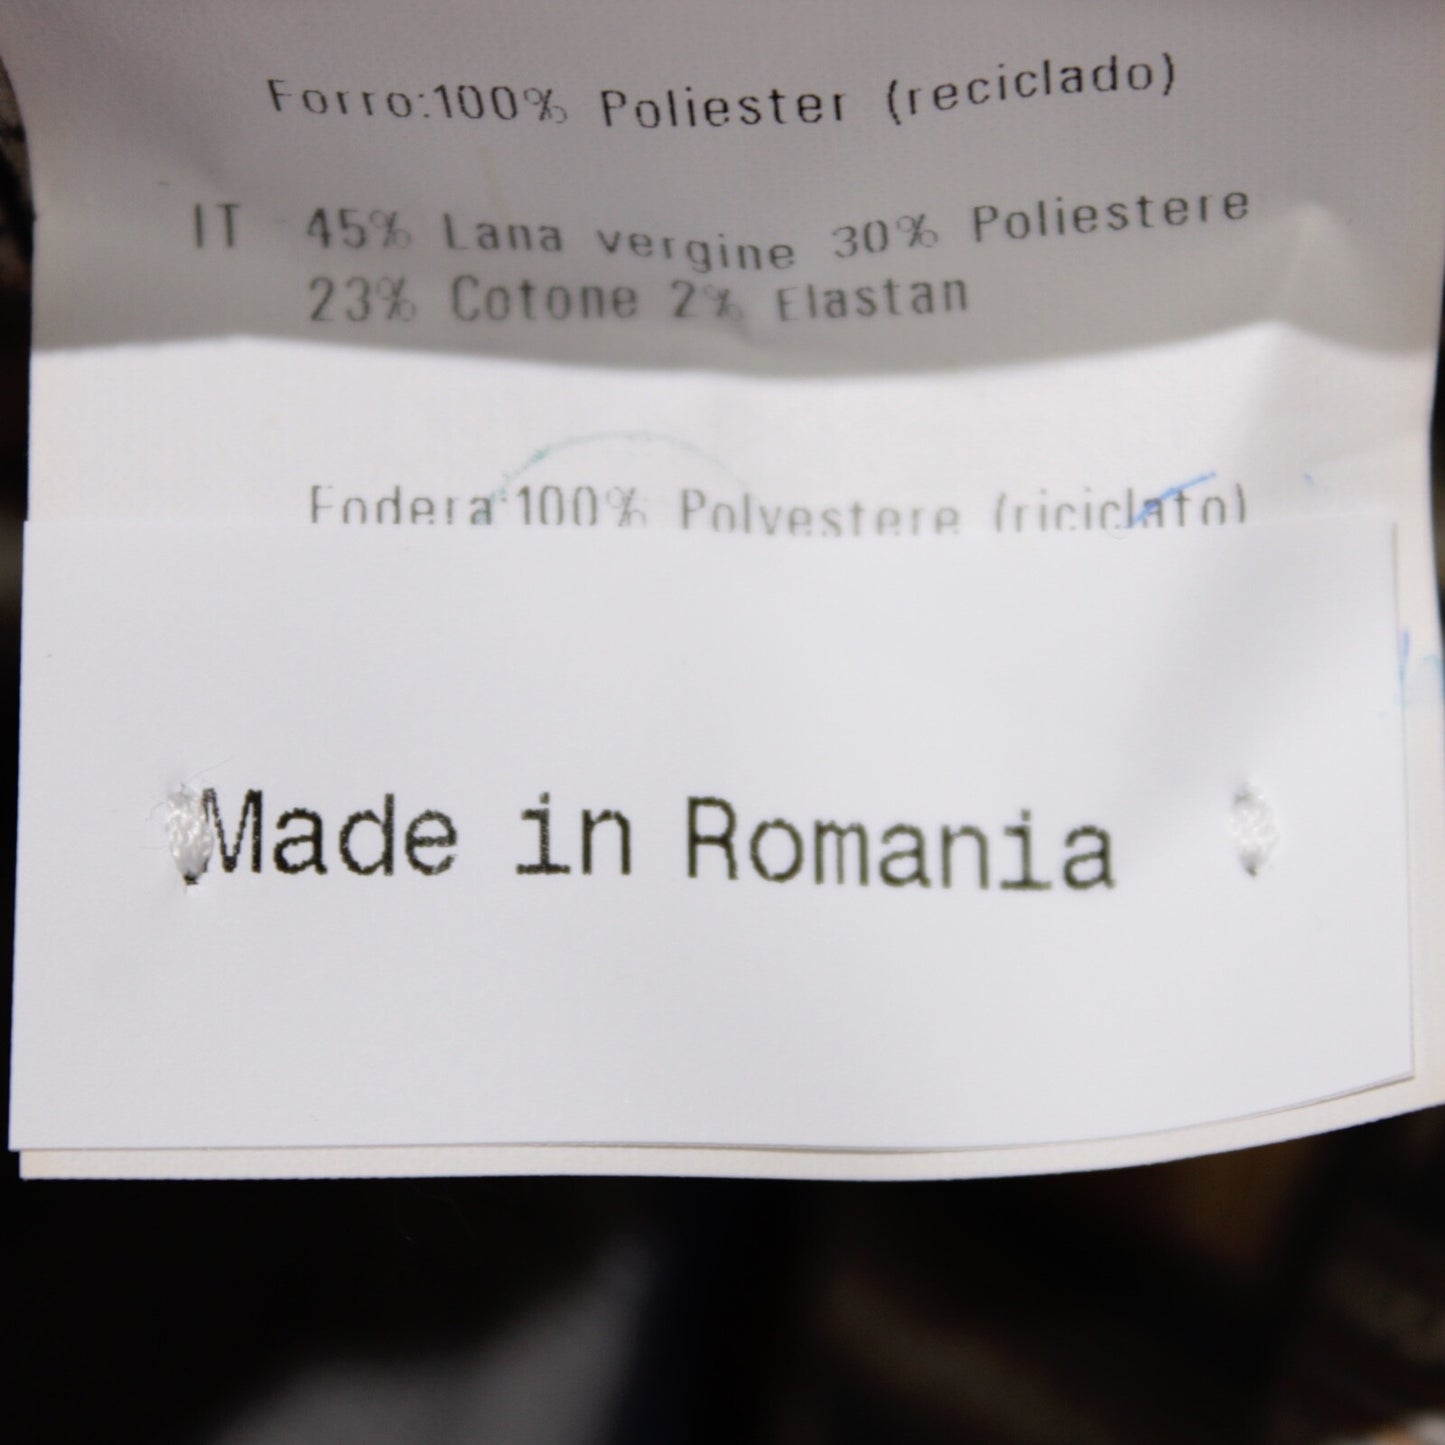 Forro:100% Poliester (reciclado)
IT 45% Lana vergine 30% Poliestere
23% Cotone 2% Elastan
Fodera:100% Polyestere (riciclato)
Made in Romania